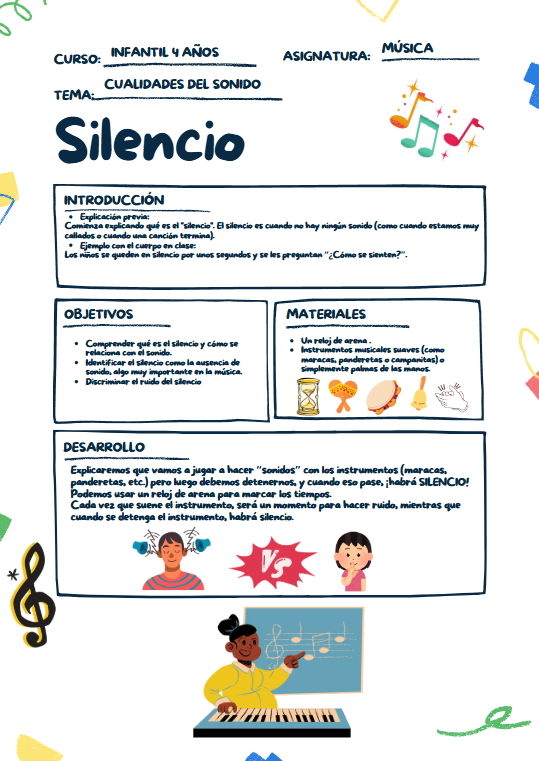 CURSO: INFANTIL 4 AÑOS
ASIGNATURA: MÚSICA
TEMA: CUALIDADES DEL SONIDO
Silencio
INTRODUCCIÓN
• Explicación previa:
Comienza explicando qué es el "silencio". El silencio es cuando no hay ningún sonido (como cuando estamos muy
callados o cuando una canción termina).
• Ejemplo con el cuerpo en clase:
Los niños se queden en silencio por unos segundos y se les preguntan "¿Cómo se sienten?".
OBJETIVOS
• Comprender qué es el silencio y cómo se
relaciona con el sonido.
• Identificar el silencio como la ausencia de
sonido, algo muy importante en la música.
• Discriminar el ruido del silencio
MATERIALES
• Un reloj de arena .
• Instrumentos musicales suaves (como
maracas, panderetas o campanitas) o
simplemente palmas de las manos.
DESARROLLO
Explicaremos que vamos a jugar a hacer "sonidos" con los instrumentos (maracas,
panderetas, etc.) pero luego debemos detenernos, y cuando eso pase, ¡habrá SILENCIO!
Podemos usar un reloj de arena para marcar los tiempos.
Cada vez que suene el instrumento, será un momento para hacer ruido, mientras que
cuando se detenga el instrumento, habrá silencio.
VS